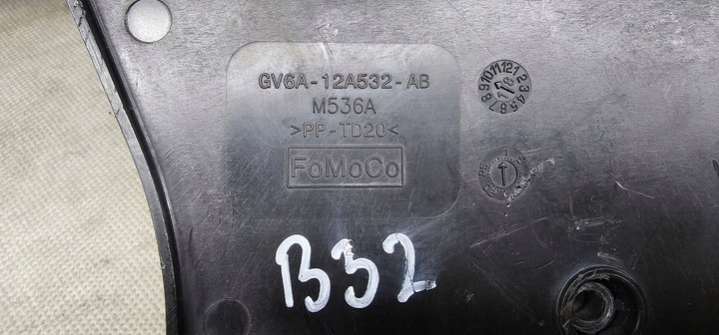 GV6A-12A532-AB
M536A
>PP-TD20<
FoMoCo
B32